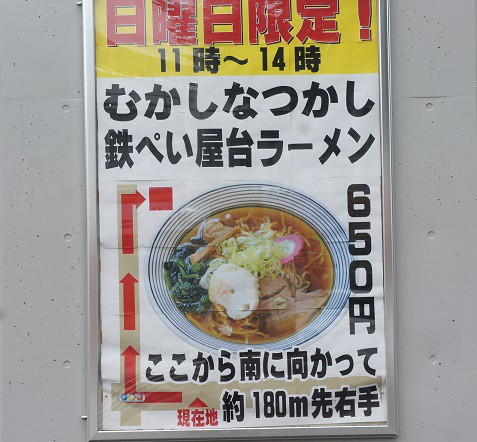 日曜日限定!
11時〜14時
むかしなつかし
鉄ぺい屋台ラーメン
650円
ここから南に向かって
現在地
約180m先右手